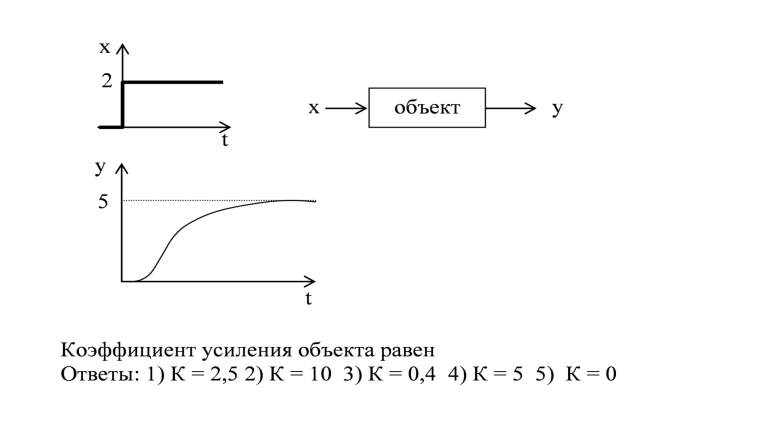 x
2
t
x объект y
y
5
t
Коэффициент усиления объекта равен
Ответы: 1) K = 2,5 2) K = 10 3) K = 0,4 4) K = 5 5) K = 0